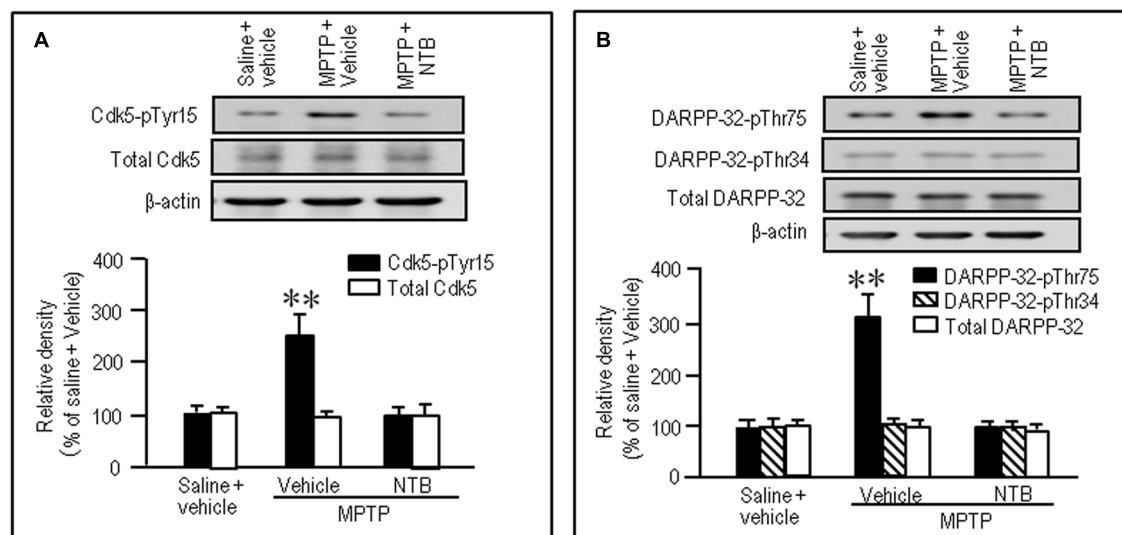 A
Saline +
vehicle
MPTP +
Vehicle
MPTP +
NTB
Cdk5-pTyr15
Total Cdk5
β-actin
Relative density
(% of saline + Vehicle)
400
300
200
100
0
**
Cdk5-pTyr15
Total Cdk5
Saline +
vehicle
Vehicle
NTB
MPTP
B
Saline +
vehicle
MPTP +
Vehicle
MPTP +
NTB
DARPP-32-pThr75
DARPP-32-pThr34
Total DARPP-32
β-actin
Relative density
(% of saline + Vehicle)
400
300
200
100
0
**
DARPP-32-pThr75
DARPP-32-pThr34
Total DARPP-32
Saline +
vehicle
Vehicle
NTB
MPTP